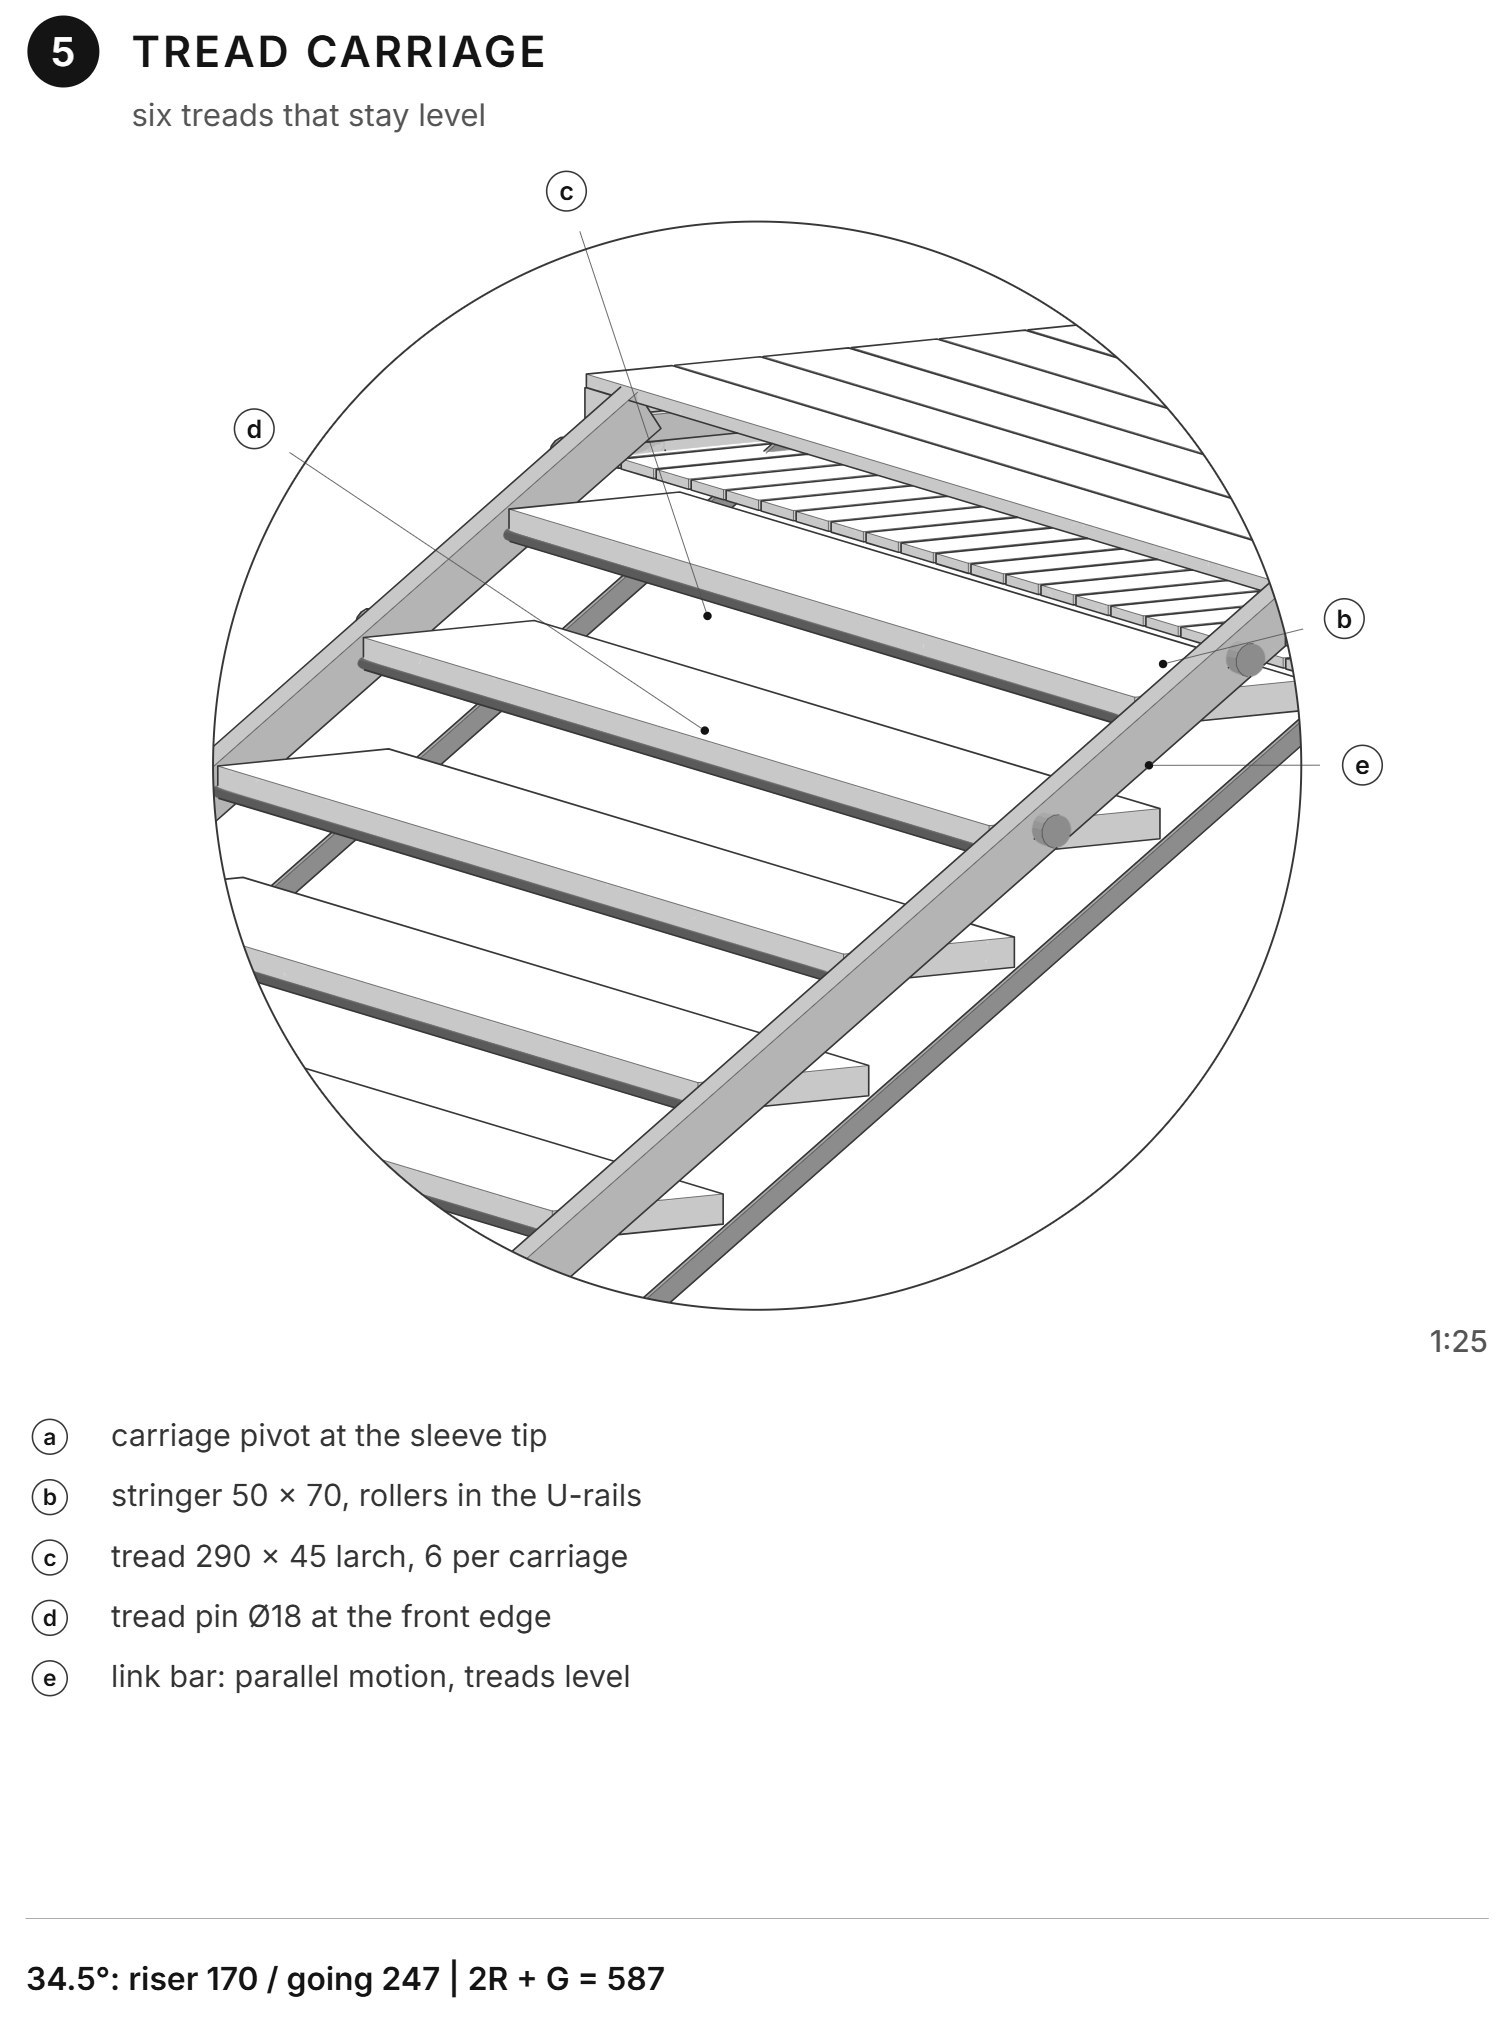 5 TREAD CARRIAGE
six treads that stay level
c
d
b
e
1:25
a carriage pivot at the sleeve tip
b stringer 50 × 70, rollers in the U-rails
c tread 290 × 45 larch, 6 per carriage
d tread pin Ø18 at the front edge
e link bar: parallel motion, treads level
34.5°: riser 170 / going 247 | 2R + G = 587